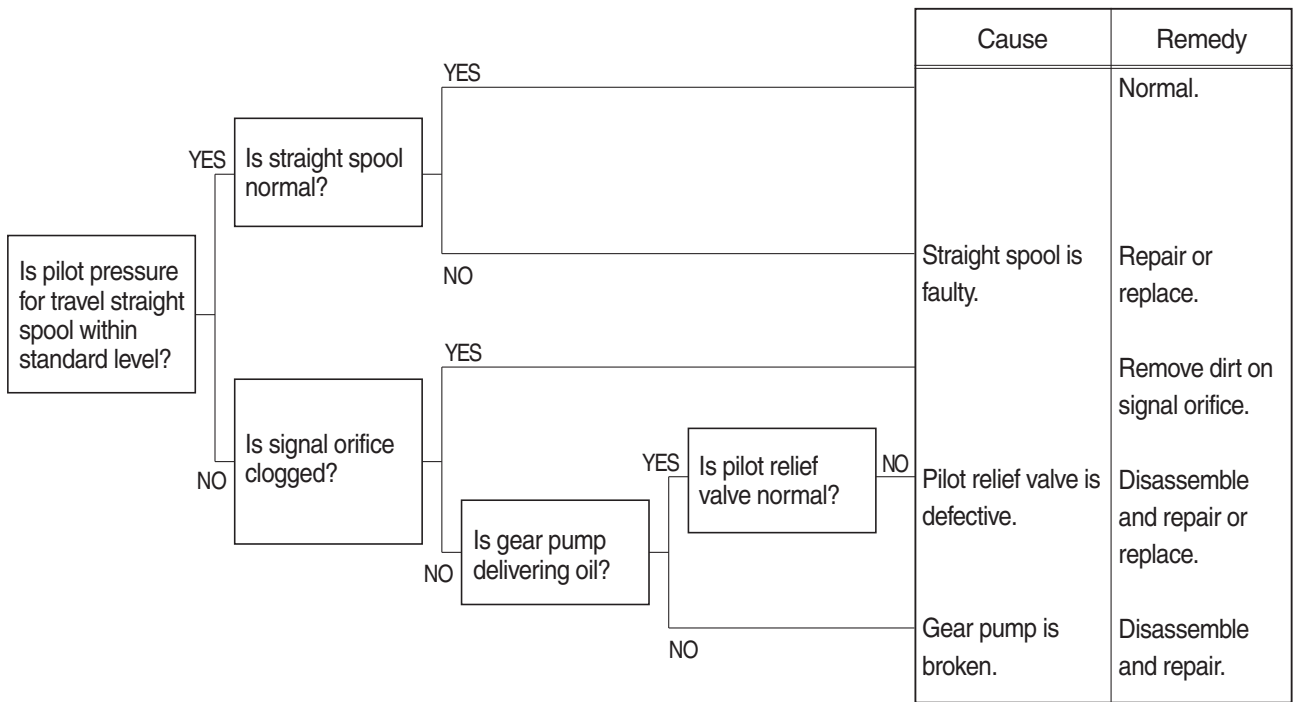 Cause
Remedy
YES
Normal.
YES
Is straight spool
normal?
NO
Straight spool is
faulty.
Repair or
replace.
Is pilot pressure
for travel straight
spool within
standard level?
YES
Remove dirt on
signal orifice.
NO
Is signal orifice
clogged?
YES
Is pilot relief
valve normal?
NO
Pilot relief valve is
defective.
Disassemble
and repair or
replace.
NO
Is gear pump
delivering oil?
NO
Gear pump is
broken.
Disassemble
and repair.